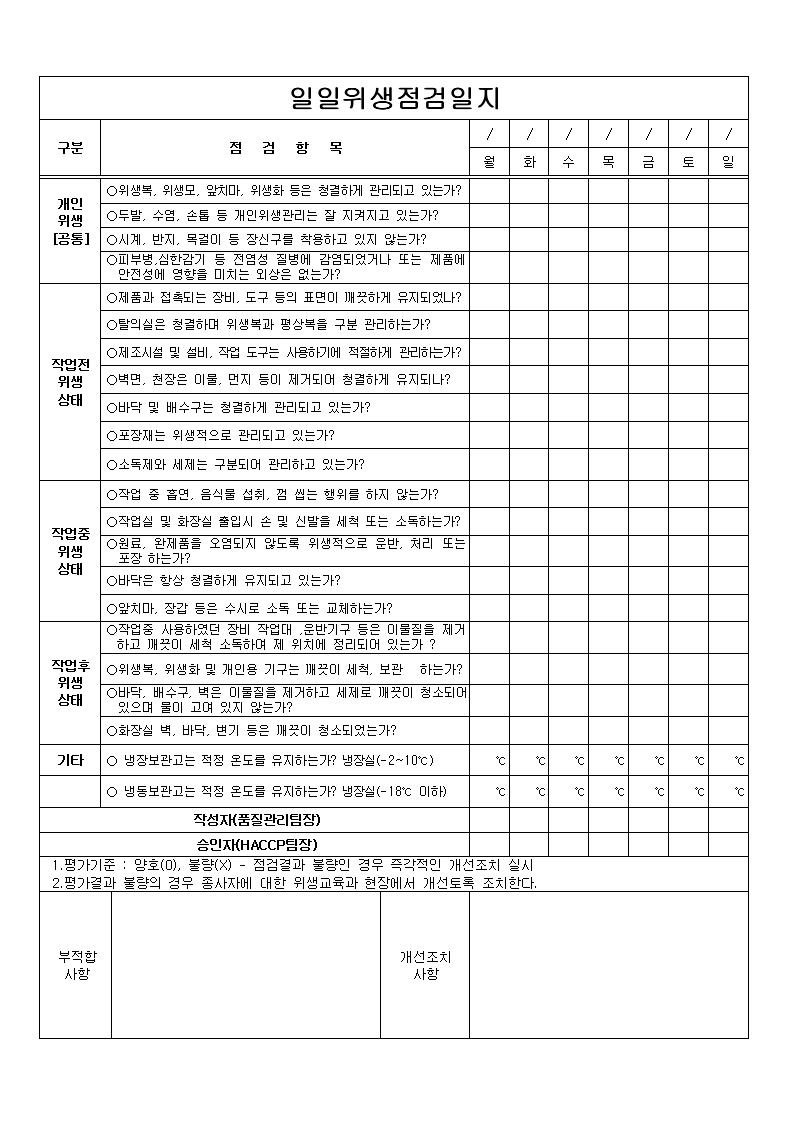 일일위생점검일지
구분 점 검 항 목 / / / / / / /
월 화 수 목 금 토 일
개인
위생
[공통]
○위생복, 위생모, 앞치마, 위생화 등은 청결하게 관리되고 있는가?
○두발, 수염, 손톱 등 개인위생관리는 잘 지켜지고 있는가?
○시계, 반지, 목걸이 등 장신구를 착용하고 있지 않는가?
○피부병,심한감기 등 전염성 질병에 감염되었거나 또는 제품에
안전성에 영향을 미치는 외상은 없는가?
작업전
위생
상태
○제품과 접촉되는 장비, 도구 등의 표면이 깨끗하게 유지되었나?
○탈의실은 청결하며 위생복과 평상복을 구분 관리하는가?
○제조시설 및 설비, 작업 도구는 사용하기에 적절하게 관리하는가?
○벽면, 천장은 이물, 먼지 등이 제거되어 청결하게 유지되나?
○바닥 및 배수구는 청결하게 관리되고 있는가?
○포장재는 위생적으로 관리되고 있는가?
○소독제와 세제는 구분되어 관리하고 있는가?
작업중
위생
상태
○작업 중 흡연, 음식물 섭취, 껌 씹는 행위를 하지 않는가?
○작업실 및 화장실 출입시 손 및 신발을 세척 또는 소독하는가?
○원료, 완제품을 오염되지 않도록 위생적으로 운반, 처리 또는
포장 하는가?
○바닥은 항상 청결하게 유지되고 있는가?
○앞치마, 장갑 등은 수시로 소독 또는 교체하는가?
작업후
위생
상태
○작업중 사용하였던 장비 작업대 ,운반기구 등은 이물질을 제거
하고 깨끗이 세척 소독하여 제 위치에 정리되어 있는가 ?
○위생복, 위생화 및 개인용 기구는 깨끗이 세척, 보관 하는가?
○바닥, 배수구, 벽은 이물질을 제거하고 세제로 깨끗이 청소되어
있으며 물이 고여 있지 않는가?
○화장실 벽, 바닥, 변기 등은 깨끗이 청소되었는가?
기타 ○ 냉장보관고는 적정 온도를 유지하는가? 냉장실(-2~10℃) ℃ ℃ ℃ ℃ ℃ ℃ ℃
○ 냉동보관고는 적정 온도를 유지하는가? 냉장실(-18℃ 이하) ℃ ℃ ℃ ℃ ℃ ℃ ℃
작성자(품질관리팀장)
승인자(HACCP팀장)
1.평가기준 : 양호(O), 불량(X) - 점검결과 불량인 경우 즉각적인 개선조치 실시
2.평가결과 불량의 경우 종사자에 대한 위생교육과 현장에서 개선토록 조치한다.
부적합
사항
개선조치
사항